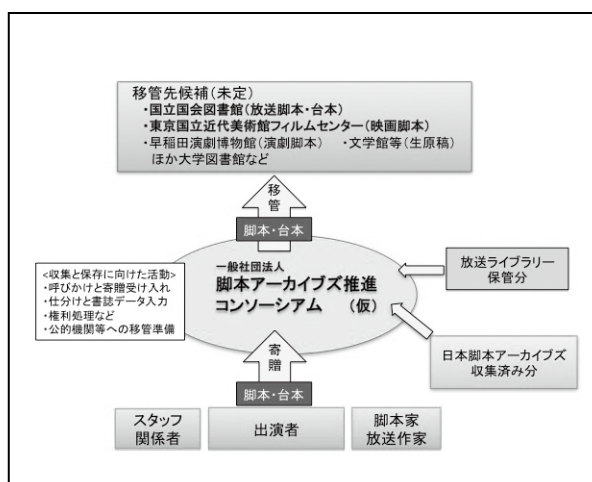 移管先候補(未定)
・国立国会図書館(放送脚本・台本)
・東京国立近代美術館フィルムセンター(映画脚本)
・早稲田演劇博物館(演劇脚本)　・文学館等(生原稿)
ほか大学図書館など
移管
脚本・台本
一般社団法人
脚本アーカイブズ推進
コンソーシアム　(仮)
<収集と保存に向けた活動>
・呼びかけと寄贈受け入れ
・仕分けと書誌データ入力
・権利処理など
・公的機関等への移管準備
放送ライブラリー
保管分
日本脚本アーカイブズ
収集済み分
寄贈
脚本・台本
スタッフ
関係者
出演者
脚本家
放送作家